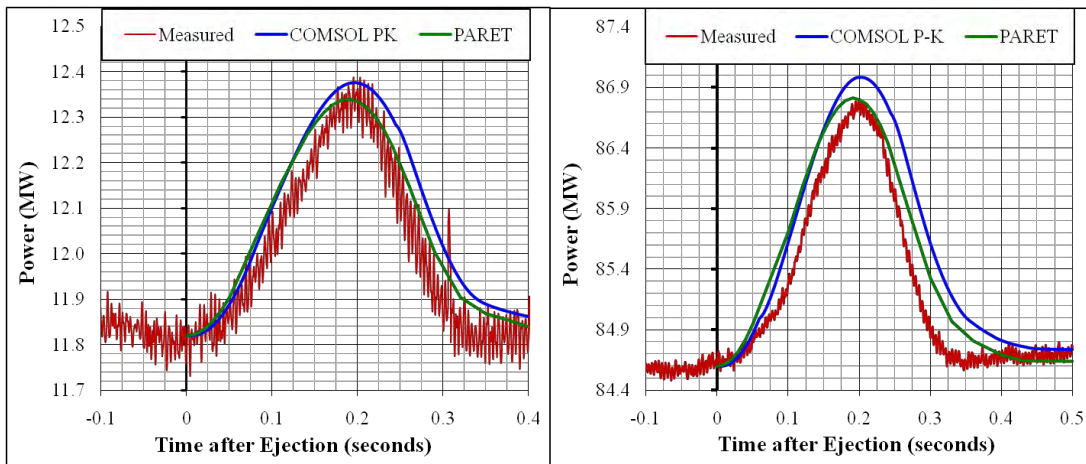 12.5
12.4
12.3
12.2
12.1
12.0
11.9
11.8
11.7
Power (MW)
Measured COMSOL PK PARET
-0.1 0 0.1 0.2 0.3 0.4
Time after Ejection (seconds)
87.4
86.9
86.4
85.9
85.4
84.9
84.4
Power (MW)
Measured COMSOL P-K PARET
-0.1 0 0.1 0.2 0.3 0.4 0.5
Time after Ejection (seconds)